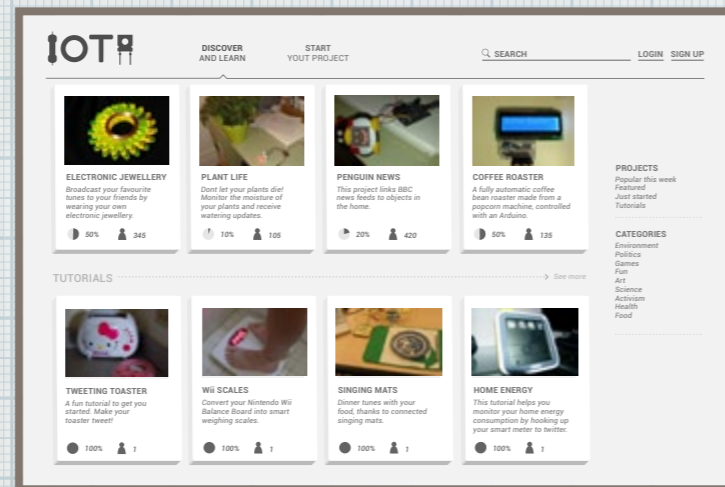 IOT
DISCOVER
AND LEARN
START
YOUT PROJECT
SEARCH
LOGIN
SIGN UP
ELECTRONIC JEWELLERY
Broadcast your favourite
tunes to your friends by
wearing your own
electronic jewellery.
50% 345
PLANT LIFE
Dont let your plants die!
Monitor the moisture of
your plants and receive
watering updates.
10% 105
PENGUIN NEWS
This project links BBC
news feeds to objects in
the home.
20% 420
COFFEE ROASTER
A fully automatic coffee
bean roaster made from a
popcorn machine, controlled
with an Arduino.
50% 135
PROJECTS
Popular this week
Featured
Just started
Tutorials
CATEGORIES
Environment
Politics
Games
Fun
Art
Science
Activism
Health
Food
TUTORIALS
See more
TWEETING TOASTER
A fun tutorial to get you
started. Make your
toaster tweet!
100% 1
Wii SCALES
Convert your Nintendo Wii
Balance Board into smart
weighing scales.
100% 1
SINGING MATS
Dinner tunes with your
food, thanks to connected
singing mats.
100% 1
HOME ENERGY
This tutorial helps you
monitor your home energy
consumption by hooking up
your smart meter to twitter.
100% 1